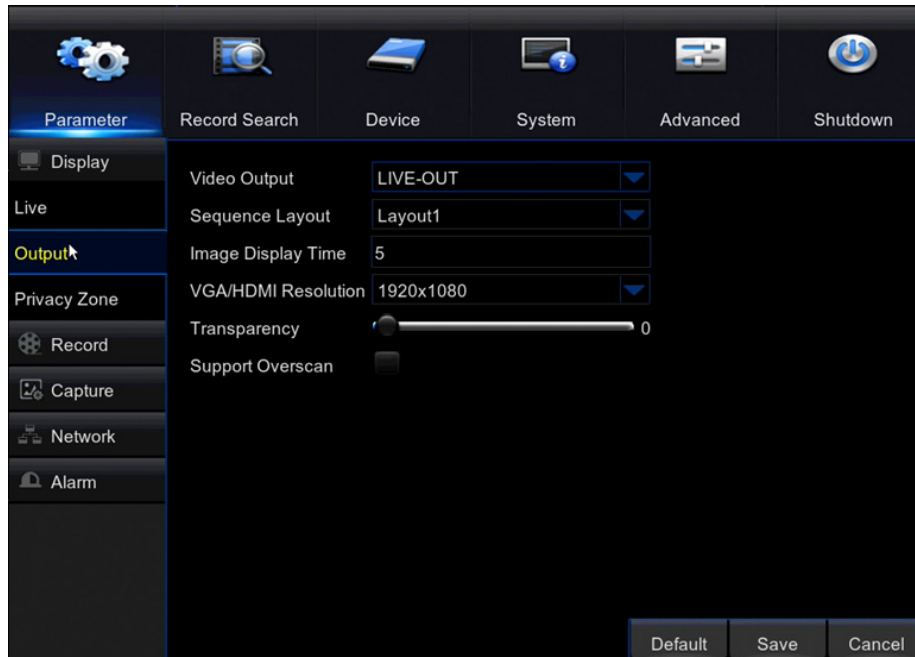 Parameter Record Search Device System Advanced Shutdown
Display
Live
Output
Privacy Zone
Record
Capture
Network
Alarm
Video Output LIVE-OUT
Sequence Layout Layout1
Image Display Time 5
VGA/HDMI Resolution 1920x1080
Transparency 0
Support Overscan
Default Save Cancel